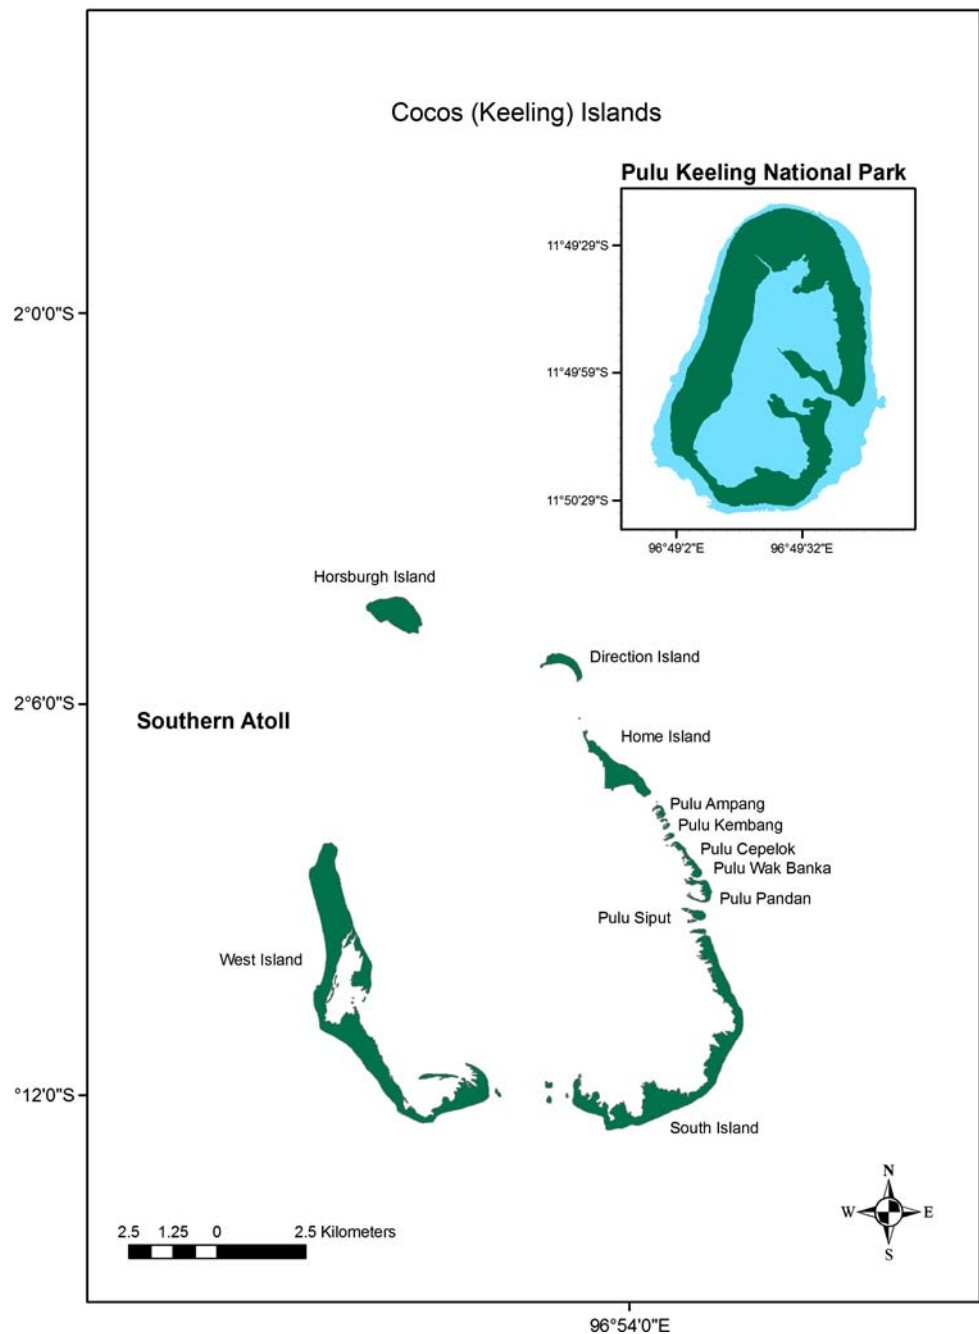 Cocos (Keeling) Islands
Pulu Keeling National Park
11°49'29"S
11°49'59"S
11°50'29"S
96°49'2"E
96°49'32"E
2°0'0"S
Horsburgh Island
Direction Island
2°6'0"S
Southern Atoll
Home Island
Pulu Ampang
Pulu Kembang
Pulu Cepelok
Pulu Wak Banka
Pulu Pandan
Pulu Siput
West Island
°12'0"S
South Island
N
W
E
S
2.5 1.25 0 2.5 Kilometers
96°54'0"E